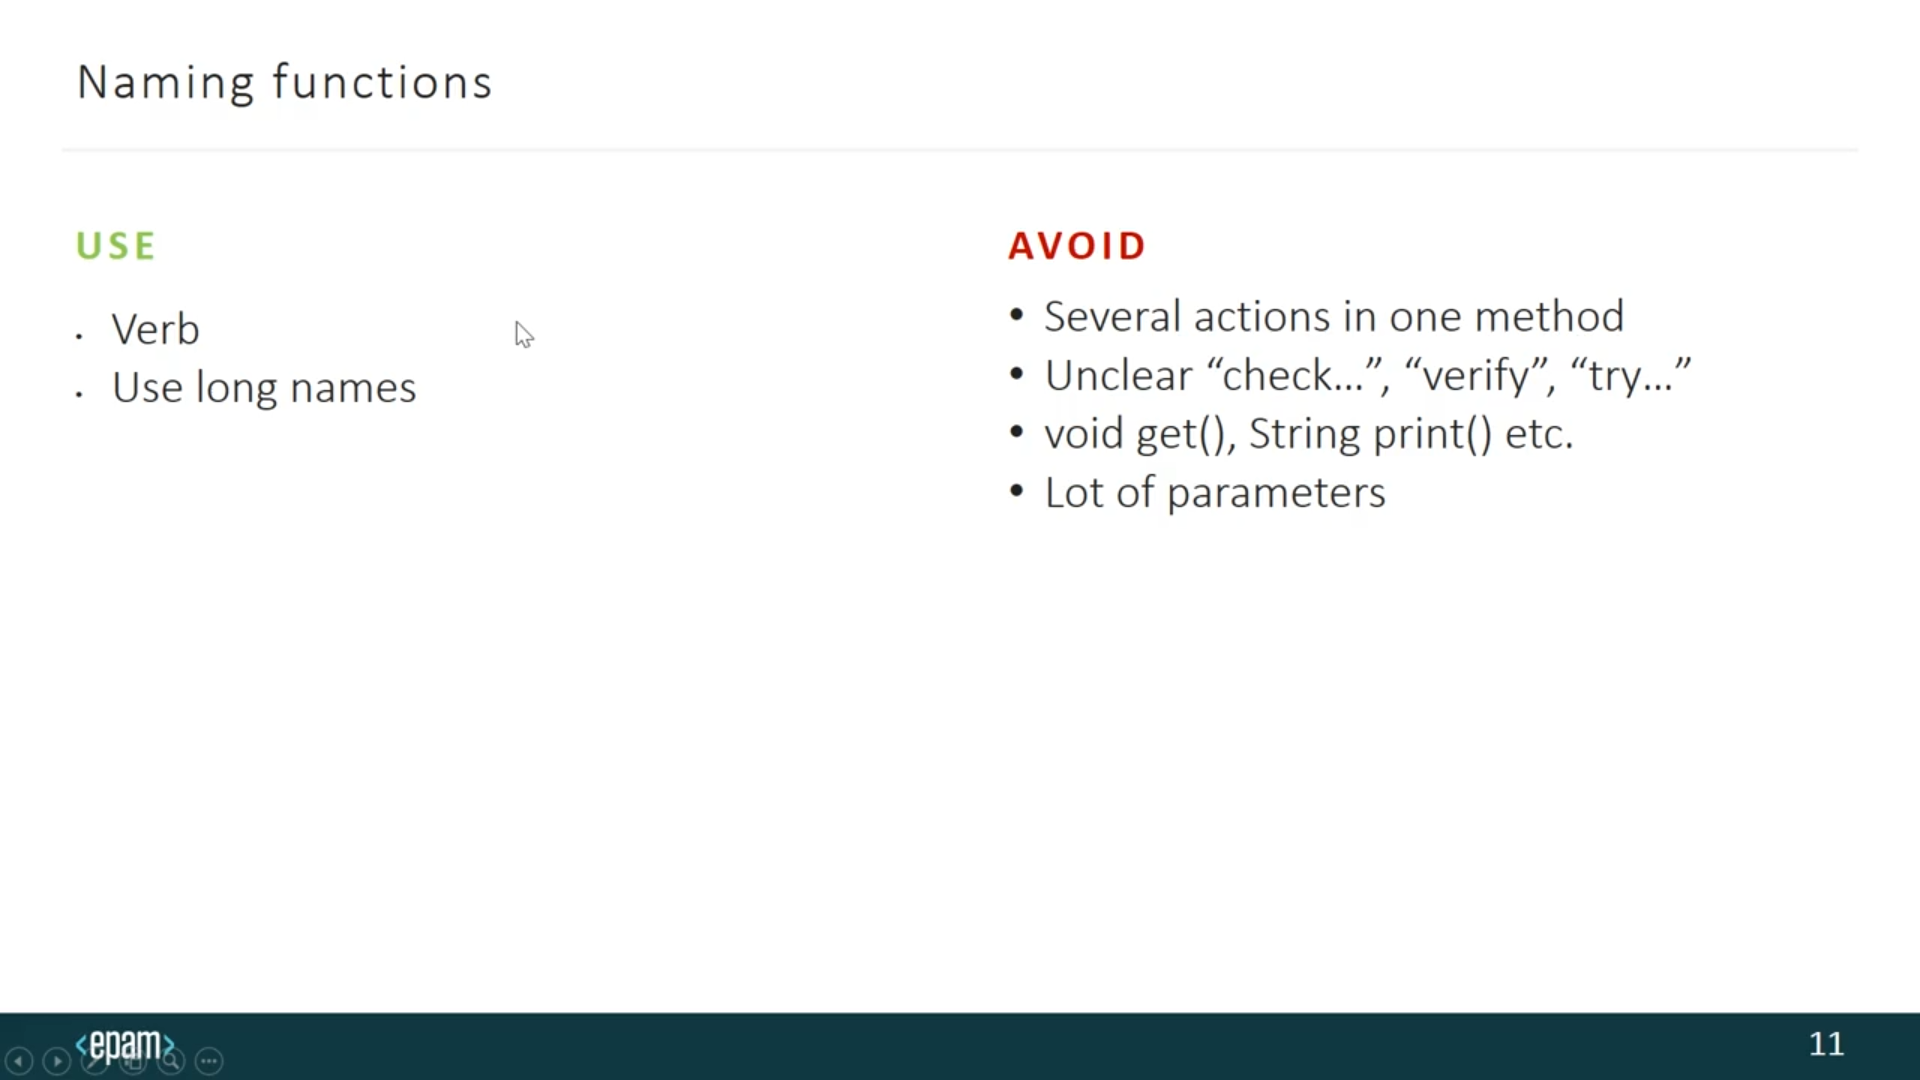 Naming functions
USE
• Verb
• Use long names
AVOID
• Several actions in one method
• Unclear “check...”, “verify”, “try...”
• void get(), String print() etc.
• Lot of parameters
<epam>
11